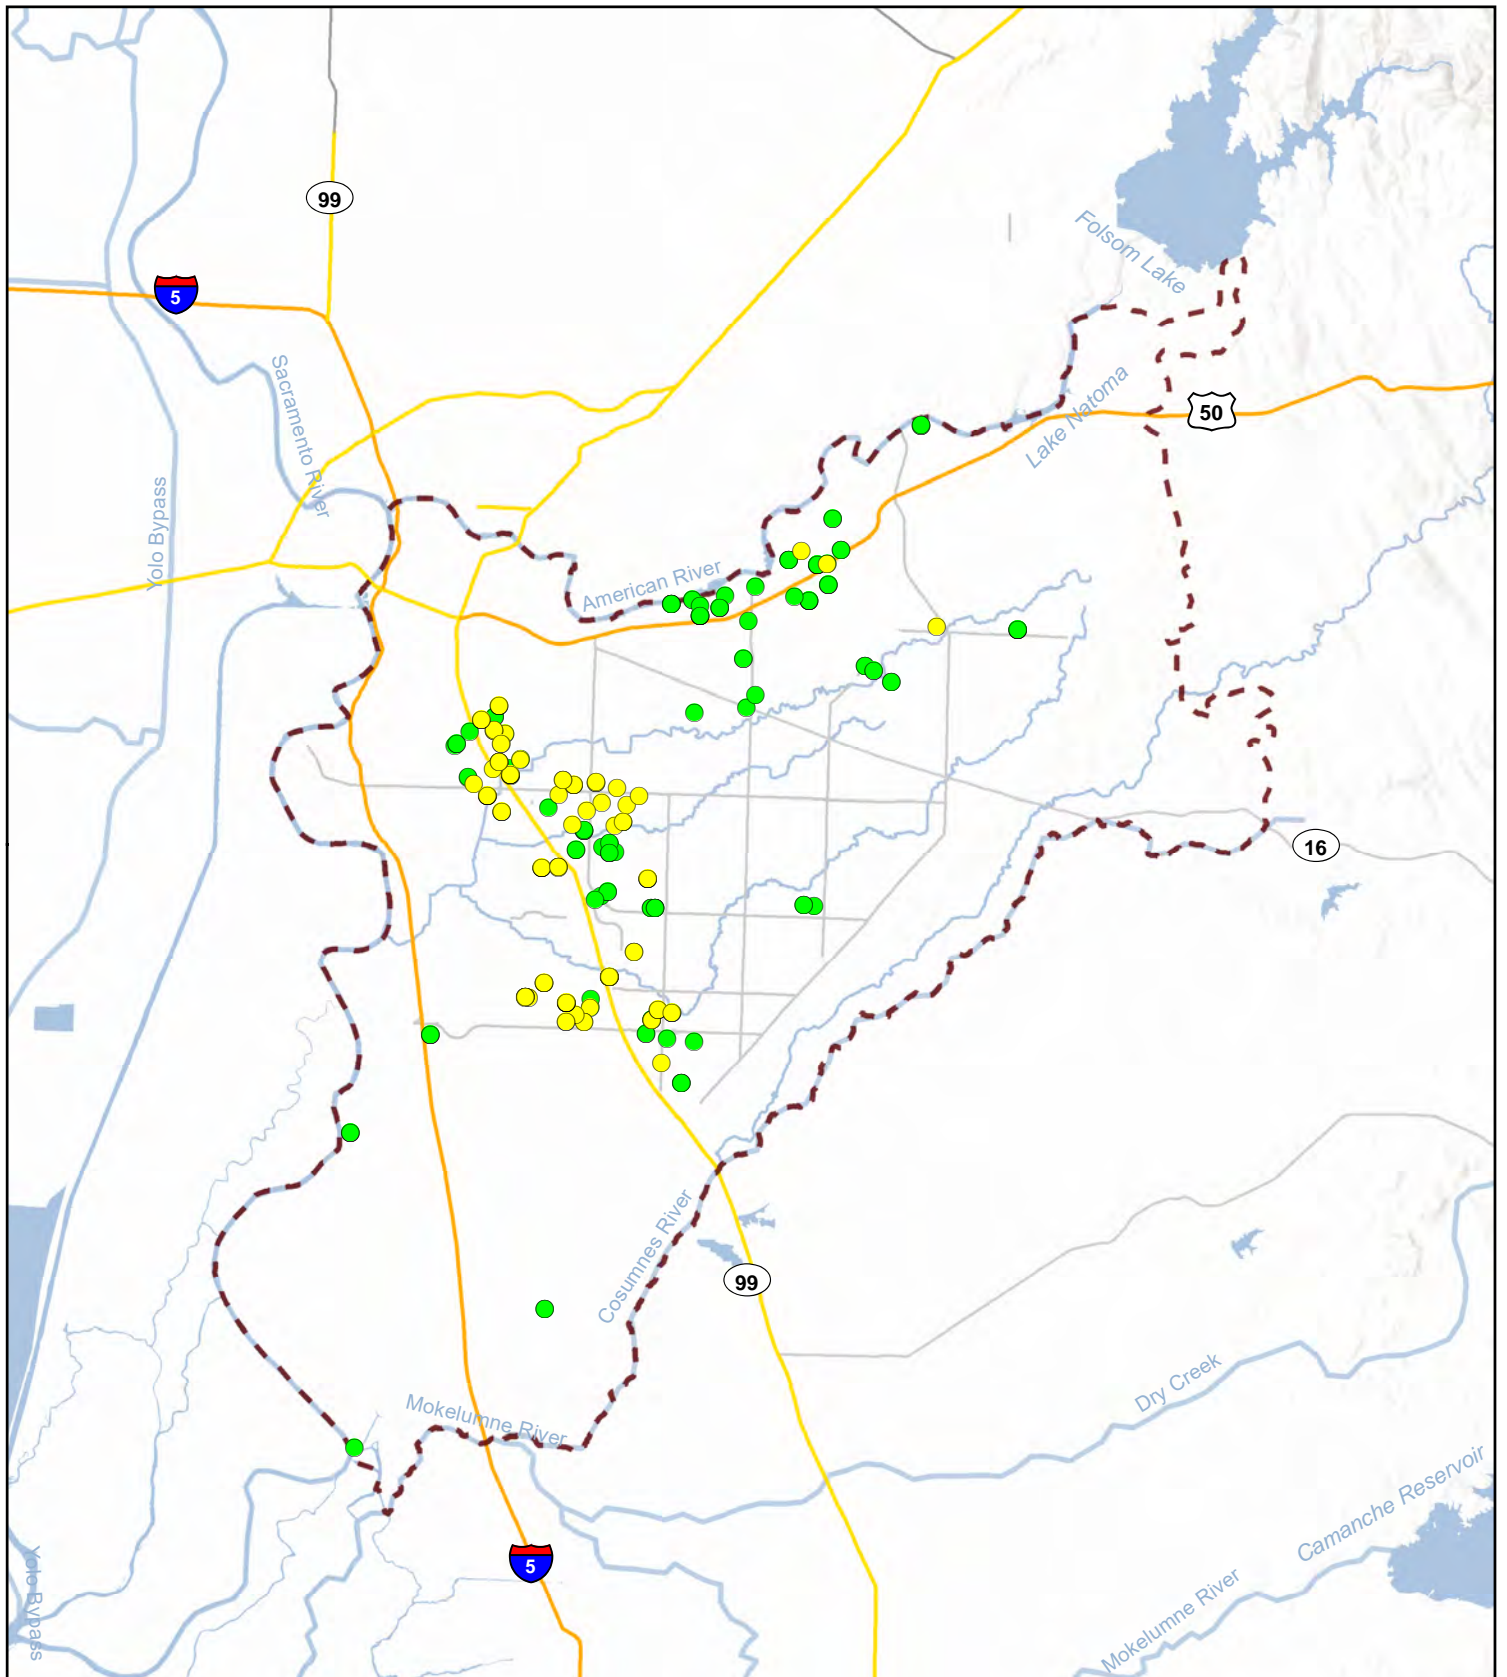 99
Folsom Lake
5
Sacramento River
Lake Natoma
50
Yolo Bypass
American River
16
Cosumnes River
99
Dry Creek
Mokelumne River
Camanche Reservoir
5
Yolo Bypass
Mokelumne River